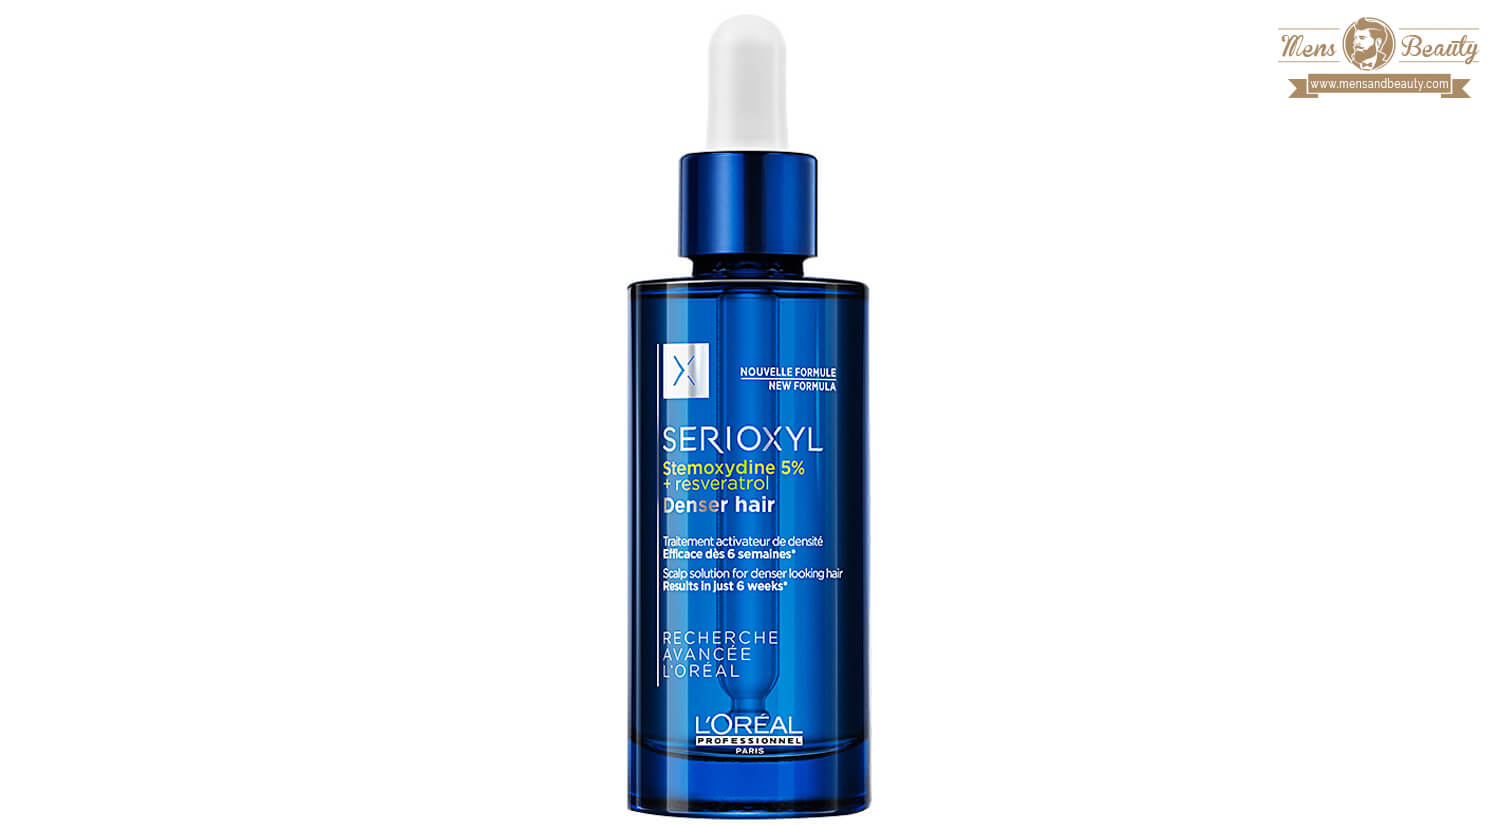 Mens Beauty
www.mensandbeauty.com
NOUVELLE FORMULE
NEW FORMULA
SERIOXYL
Stemoxydine 5%
+ resveratrol
Denser hair
Traitement activateur de densité
Efficace dès 6 semaines*
Scalp solution for denser looking hair
Results in just 6 weeks*
RECHERCHE
AVANCÉE
L'ORÉAL
L'ORÉAL
PROFESSIONNEL
PARIS